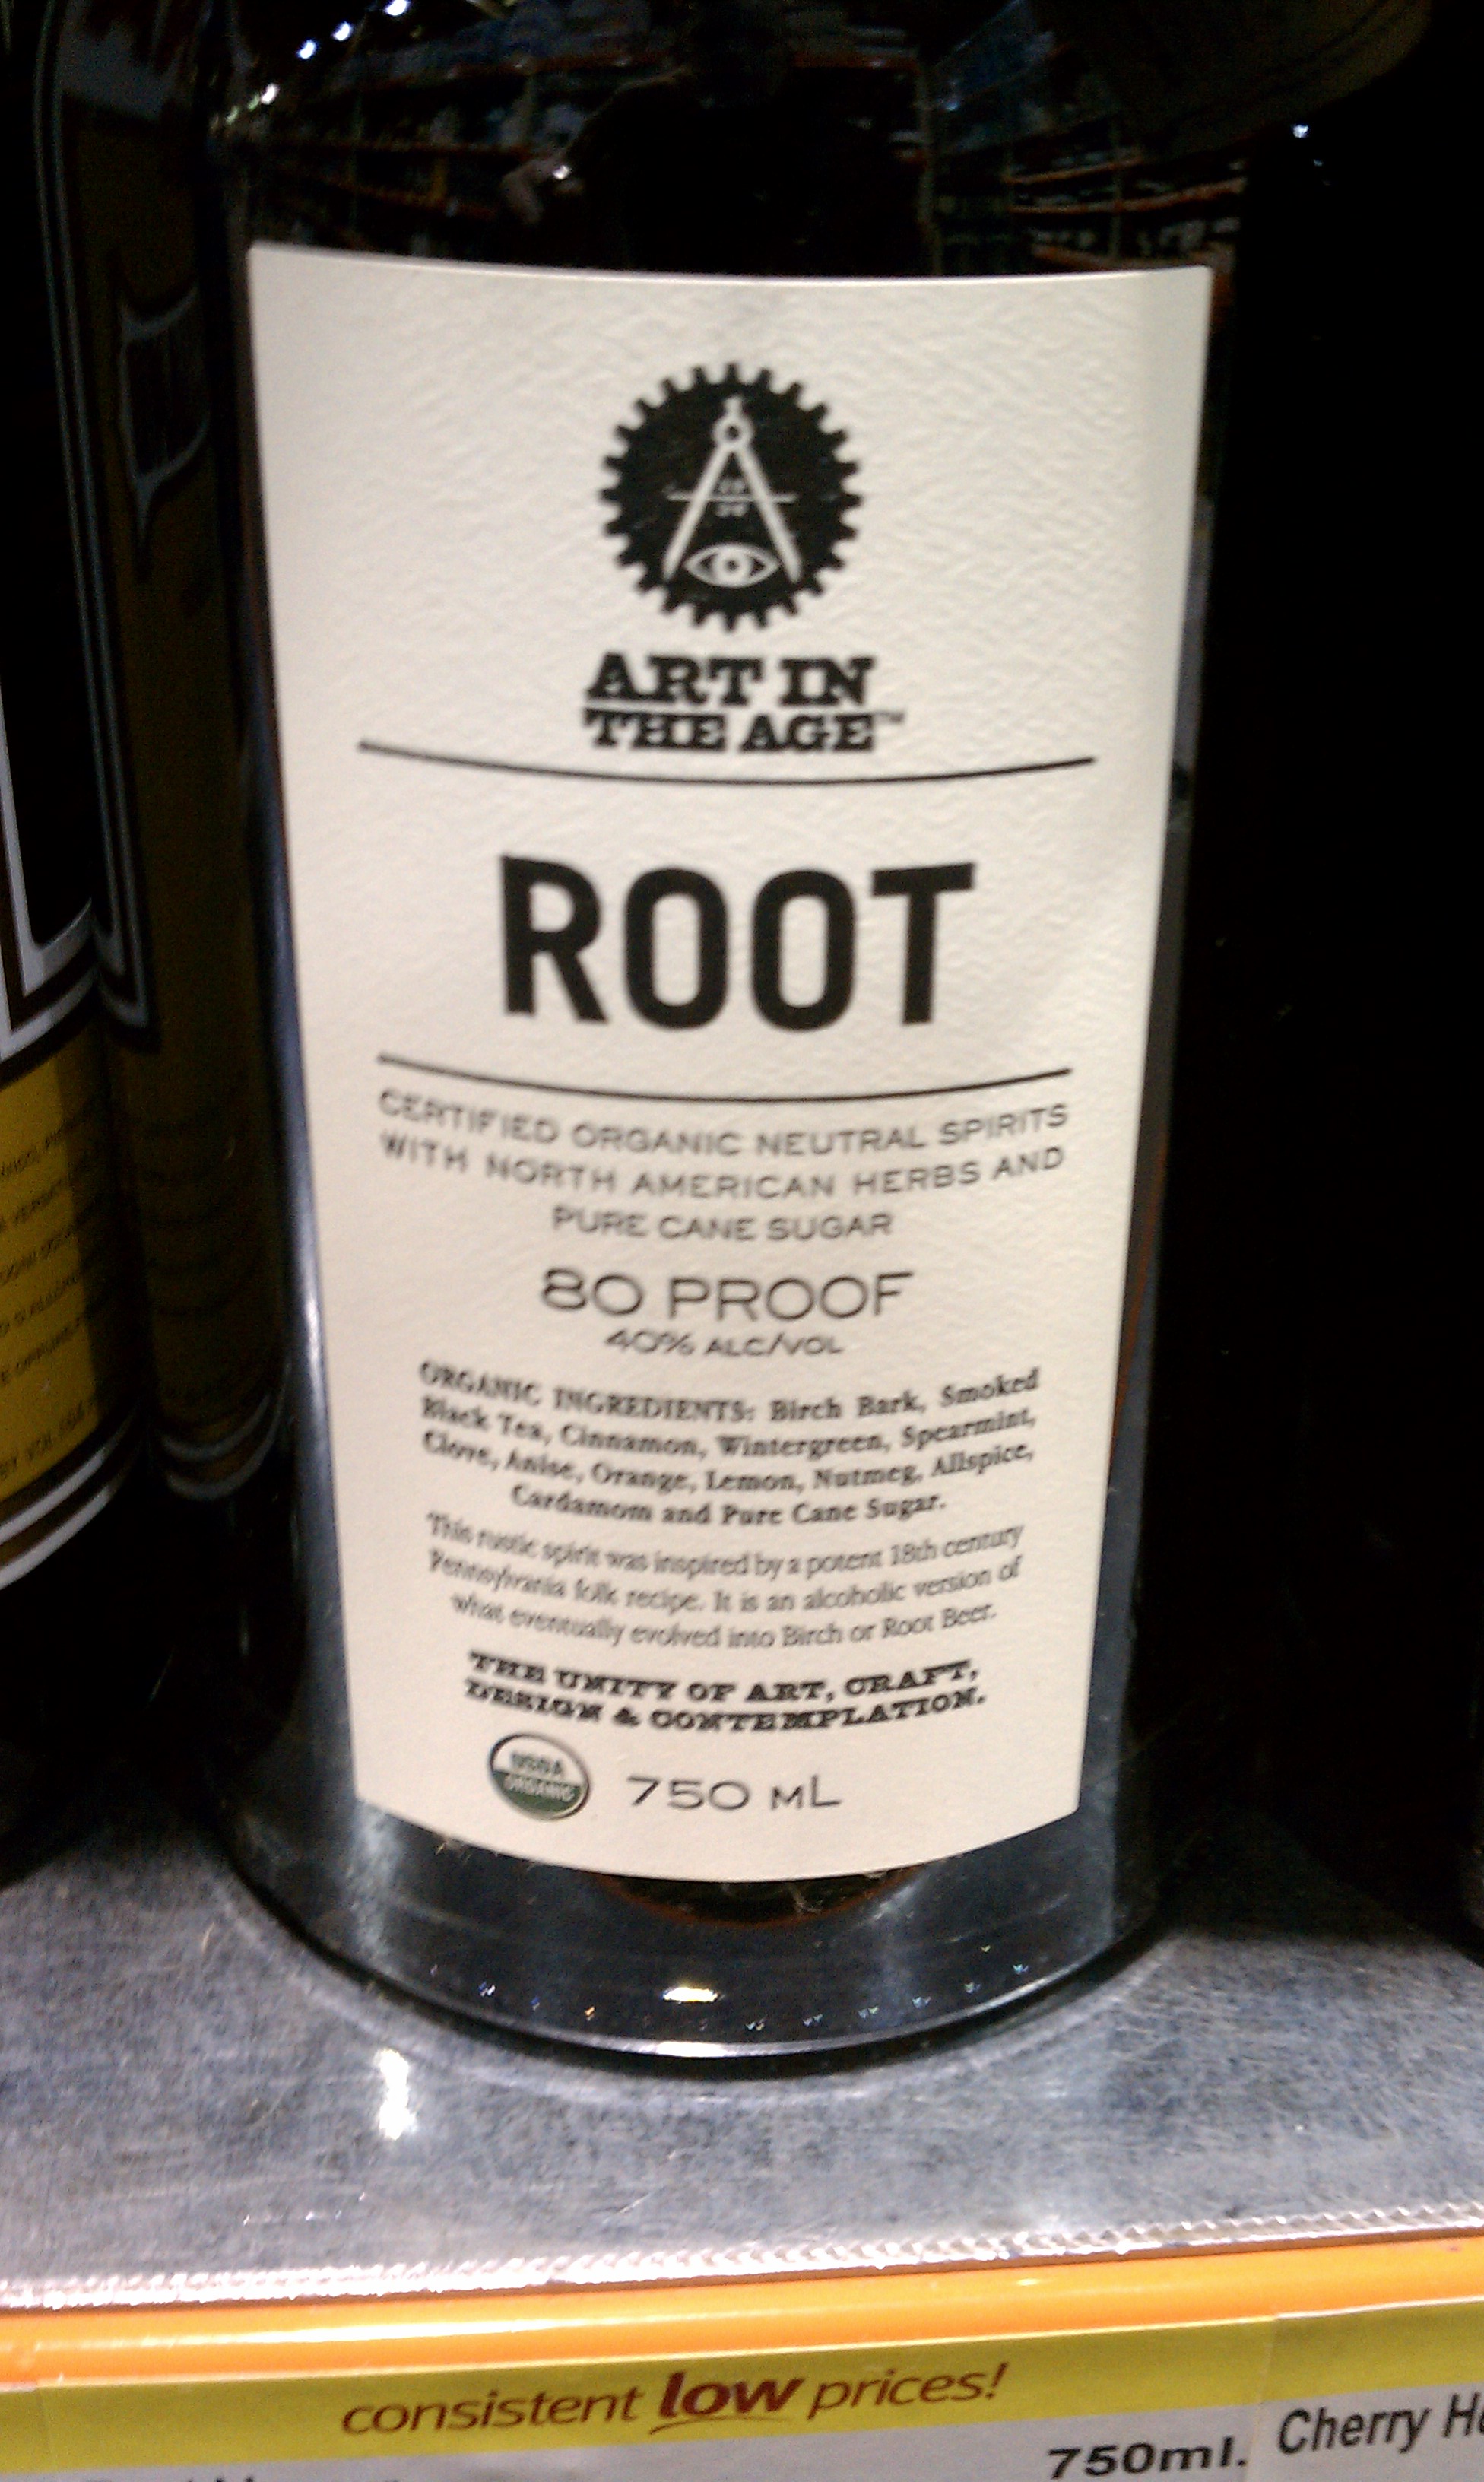 ART IN
THE AGE™
ROOT
CERTIFIED ORGANIC NEUTRAL SPIRITS
WITH NORTH AMERICAN HERBS AND
PURE CANE SUGAR
80 PROOF
40% ALC/VOL
ORGANIC INGREDIENTS: Birch Bark, Smoked
Black Tea, Cinnamon, Wintergreen, Spearmint,
Clove, Anise, Orange, Lemon, Nutmeg, Allspice,
Cardamom and Pure Cane Sugar.
This rustic spirit was inspired by a potent 18th century
Pennsylvania folk recipe. It is an alcoholic version of
what eventually evolved into Birch or Root Beer.
THE UNITY OF ART, CRAFT,
DESIGN & CONTEMPLATION.
USDA
ORGANIC
750 mL
consistent low prices!
750ml.
Cherry